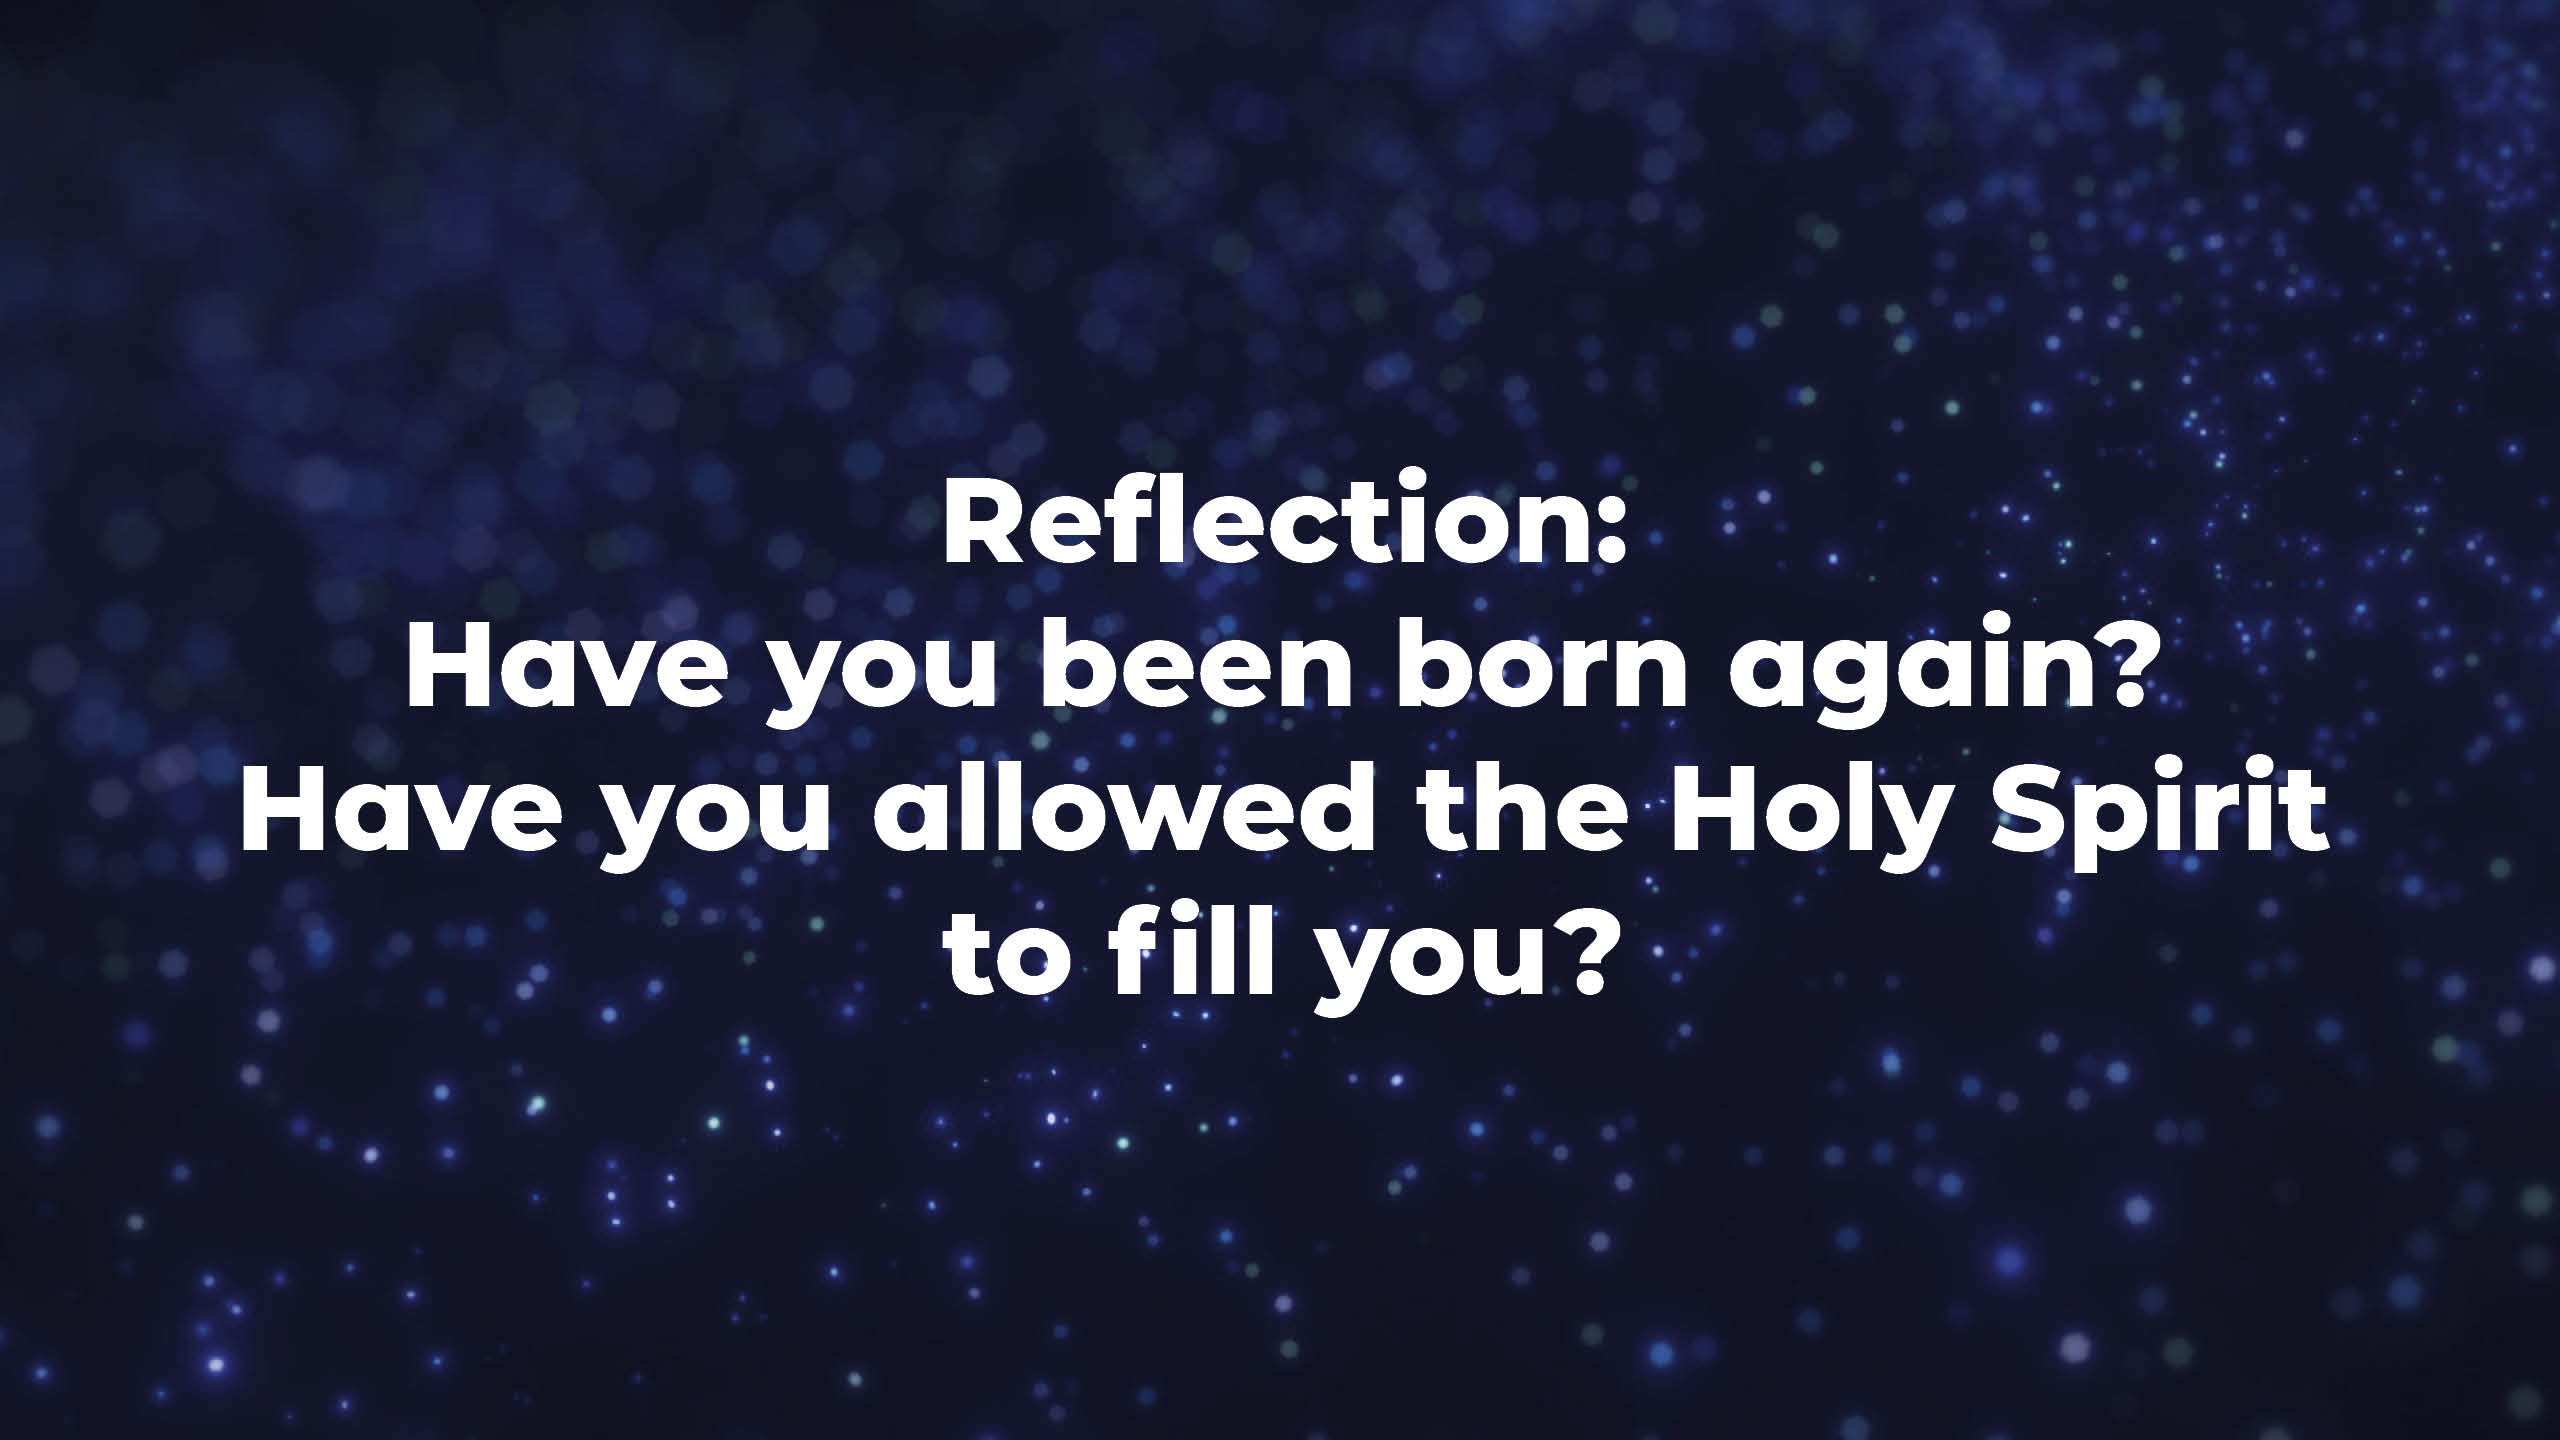 Reflection:
Have you been born again?
Have you allowed the Holy Spirit
to fill you?